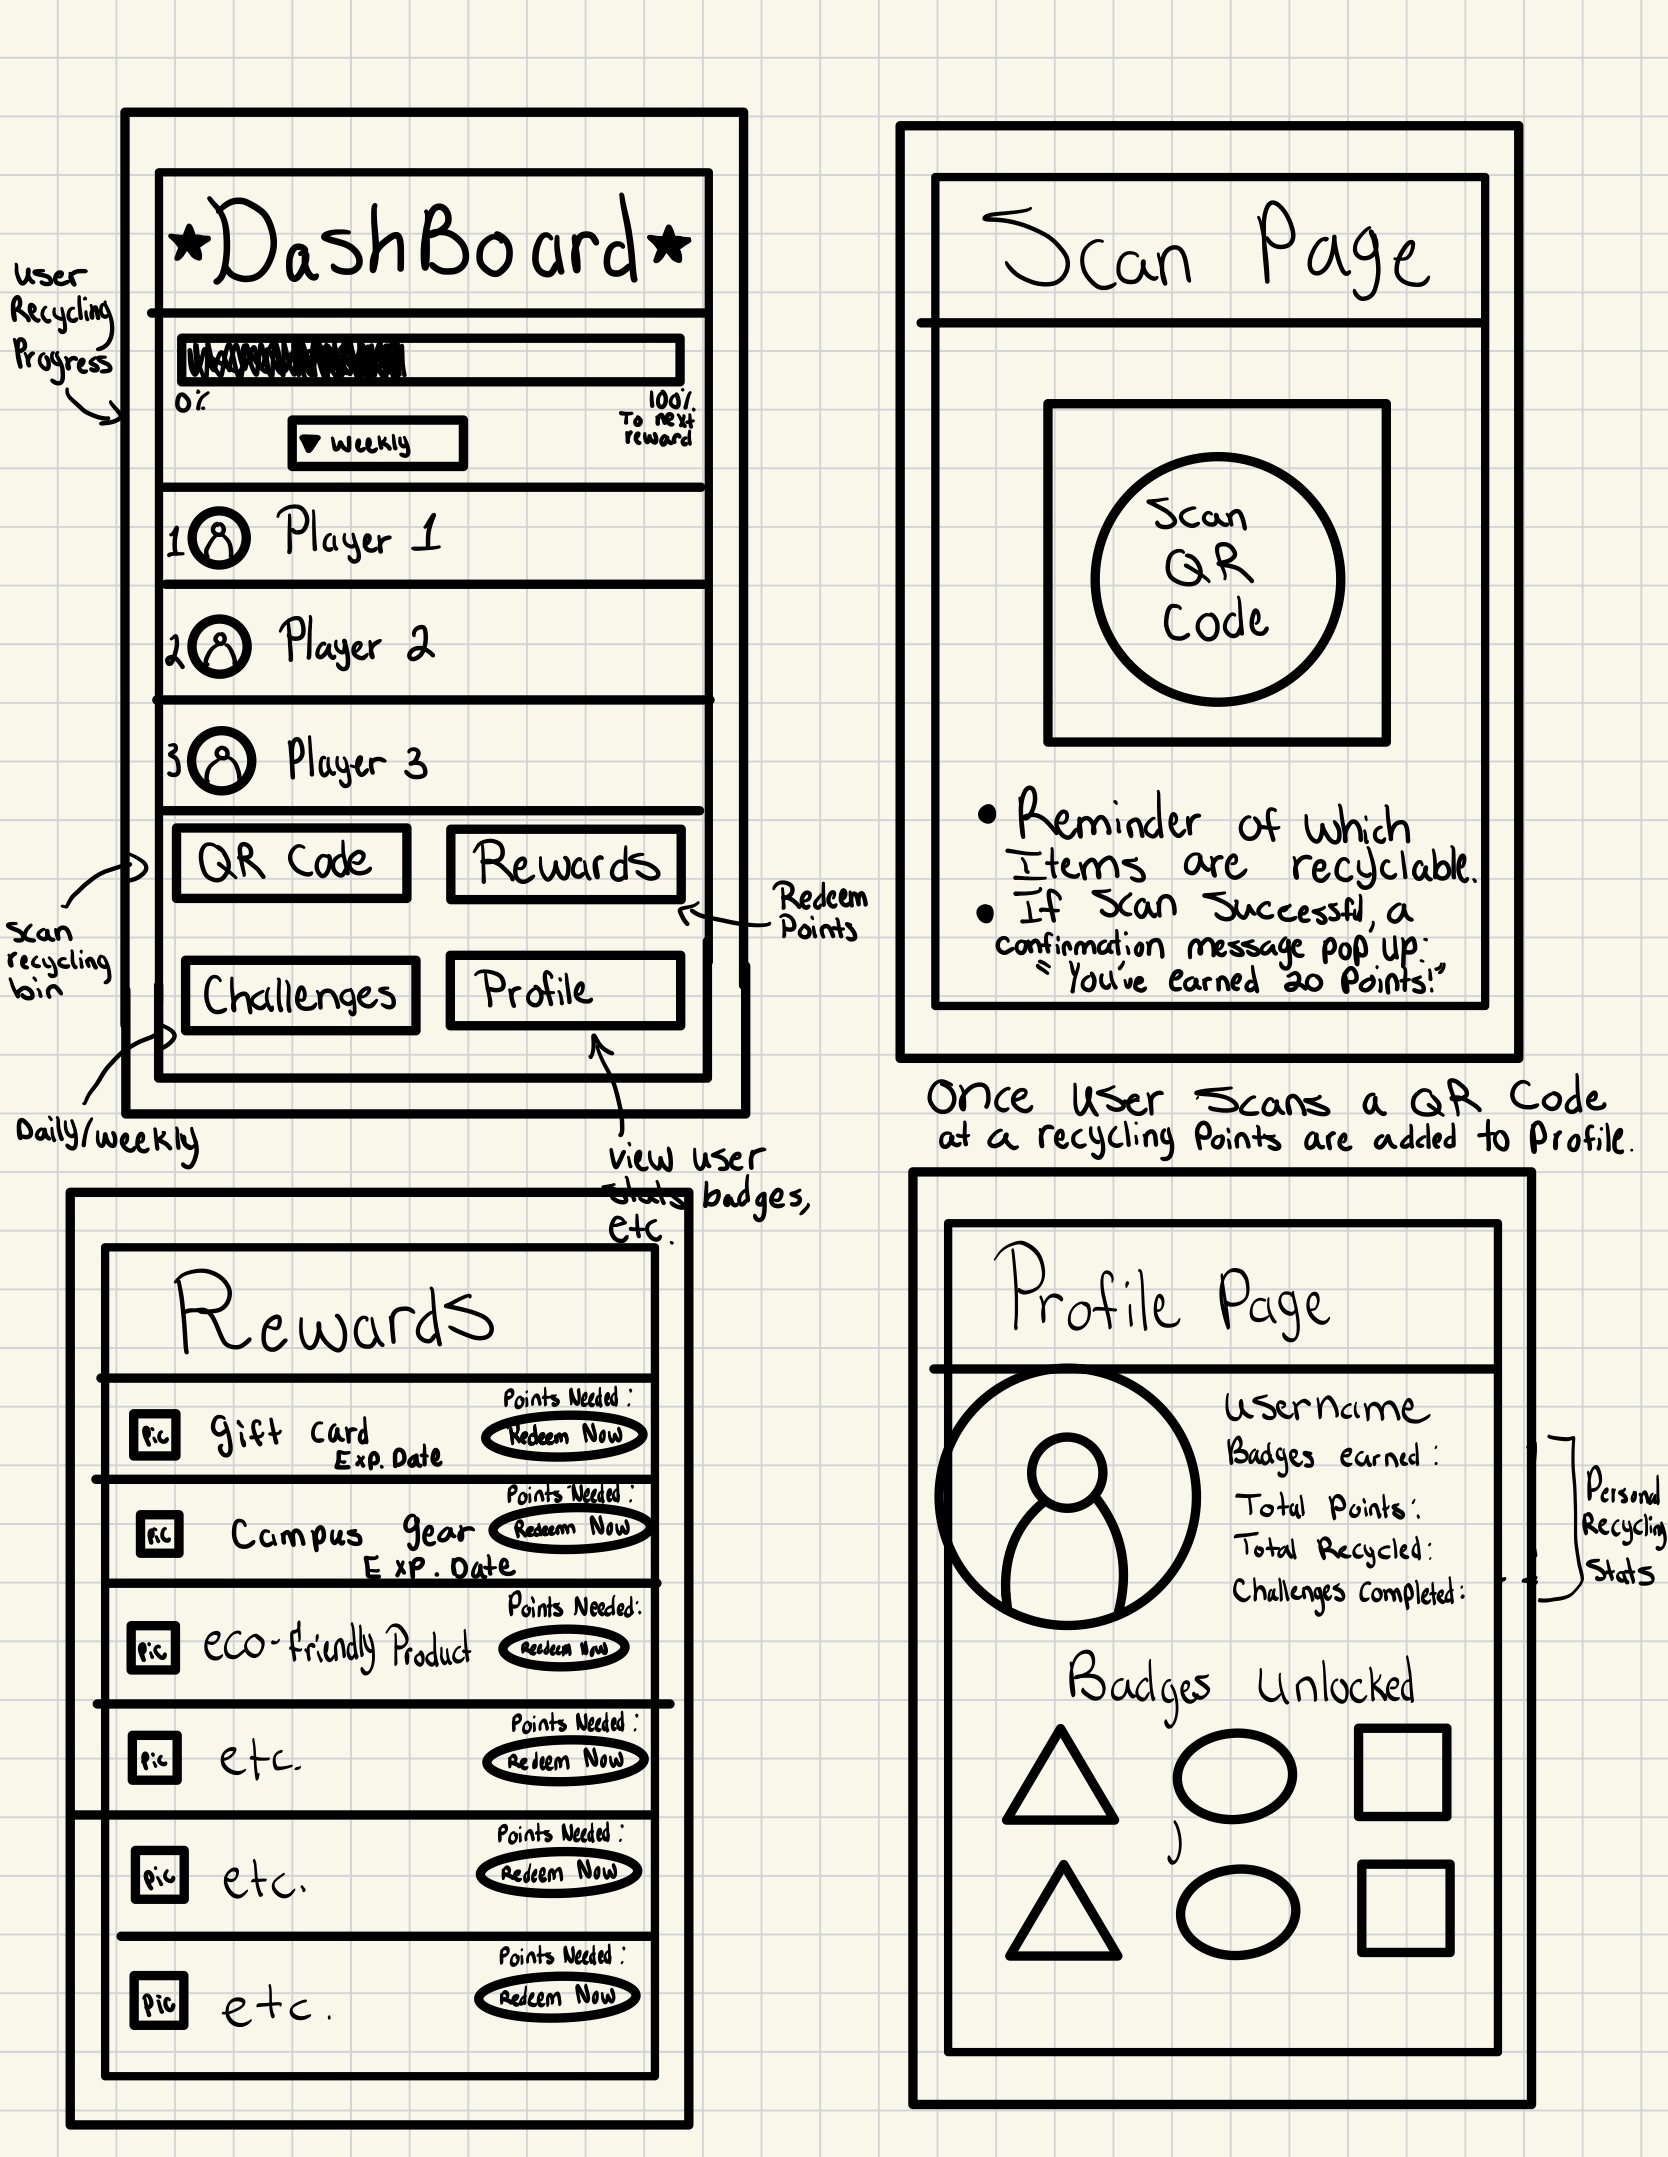 DashBoard
User
Recycling
Progress
0%
100%
To next
reward
Weekly
1 Player 1
2 Player 2
3 Player 3
QR Code
Rewards
Challenges
Profile
Scan
recycling
bin
Redeem
Points
Daily/weekly
view user
stats, badges,
etc.
Scan Page
Scan
QR
Code
• Reminder of which
Items are recyclable.
• If Scan Successful, a
confirmation message pop up:
"You've earned 20 Points!"
Once User Scans a QR Code
at a recycling Points are added to Profile.
Rewards
Points Needed:
Pic gift card Redeem Now
Exp. Date
Points Needed:
Pic Campus gear Redeem Now
Exp. Date
Points Needed:
Pic eco-friendly Product Redeem Now
Points Needed:
Pic etc. Redeem Now
Points Needed:
Pic etc. Redeem Now
Points Needed:
Pic etc. Redeem Now
Profile Page
Username
Badges earned:
Total Points:
Total Recycled:
Challenges Completed:
Personal
Recycling
Stats
Badges Unlocked